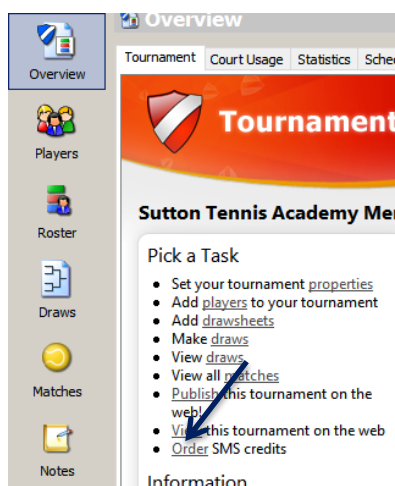 Overview
Overview
Tournament Court Usage Statistics Sche
Tournament
Players
Sutton Tennis Academy Me
Roster
Pick a Task
Set your tournament properties
Add players to your tournament
Add drawsheets
Draws
Make draws
View draws
View all matches
Matches
Publish this tournament on the
web!
View this tournament on the web
Order SMS credits
Notes
Information